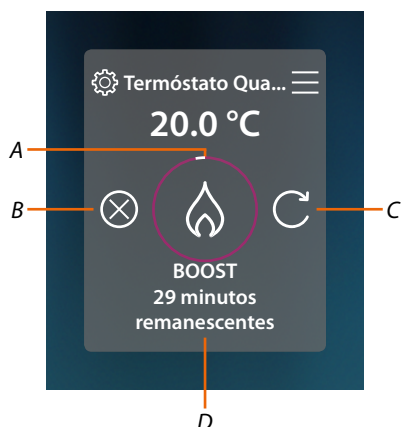 Termóstato Qua...
20.0 °C
A
B
C
BOOST
29 minutos
remanescentes
D